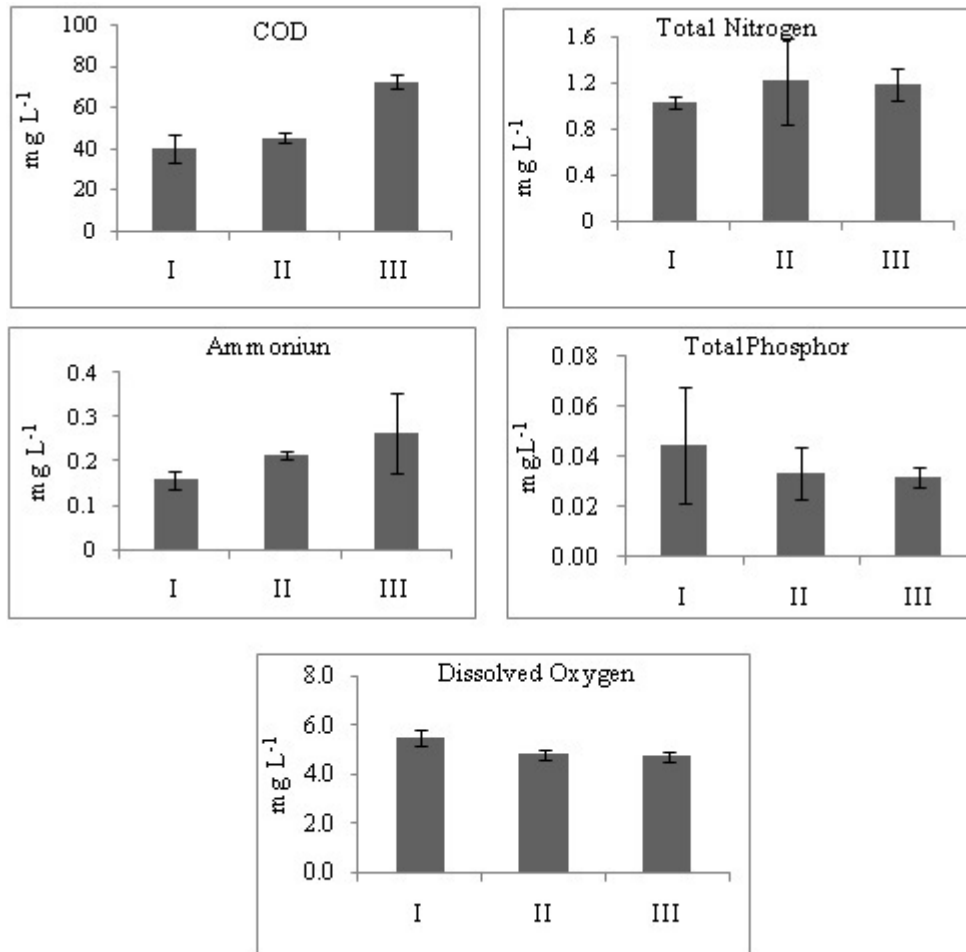 COD
100
80
60
40
20
0
mg L-1
I II III
Total Nitrogen
1.6
1.2
0.8
0.4
0
mg L-1
I II III
Ammoniun
0.4
0.3
0.2
0.1
0
mg L-1
I II III
Total Phosphor
0.08
0.06
0.04
0.02
0.00
mg L-1
I II III
Dissolved Oxygen
8.0
6.0
4.0
2.0
0.0
mg L-1
I II III